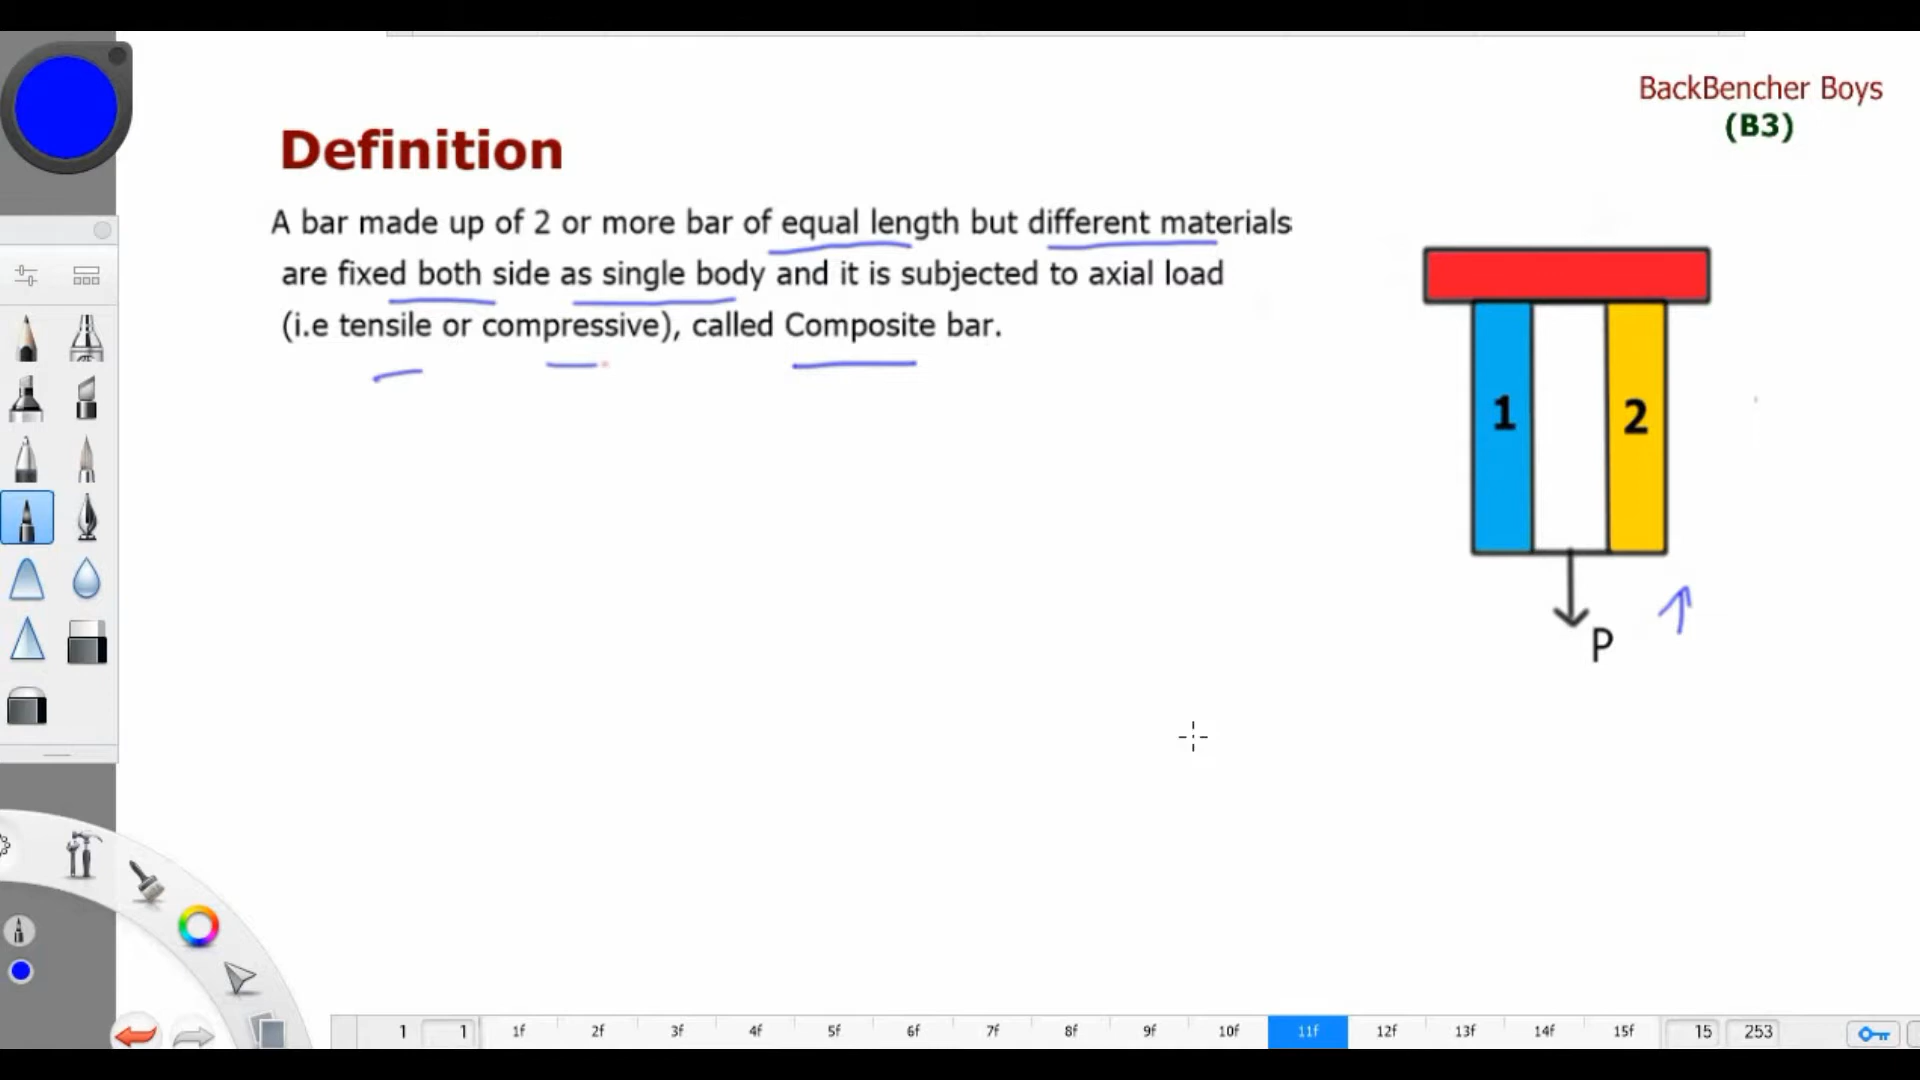 BackBencher Boys
(B3)
Definition
A bar made up of 2 or more bar of equal length but different materials
are fixed both side as single body and it is subjected to axial load
(i.e tensile or compressive), called Composite bar.
1
2
P
1 1 1f 2f 3f 4f 5f 6f 7f 8f 9f 10f 11f 12f 13f 14f 15f 15 253